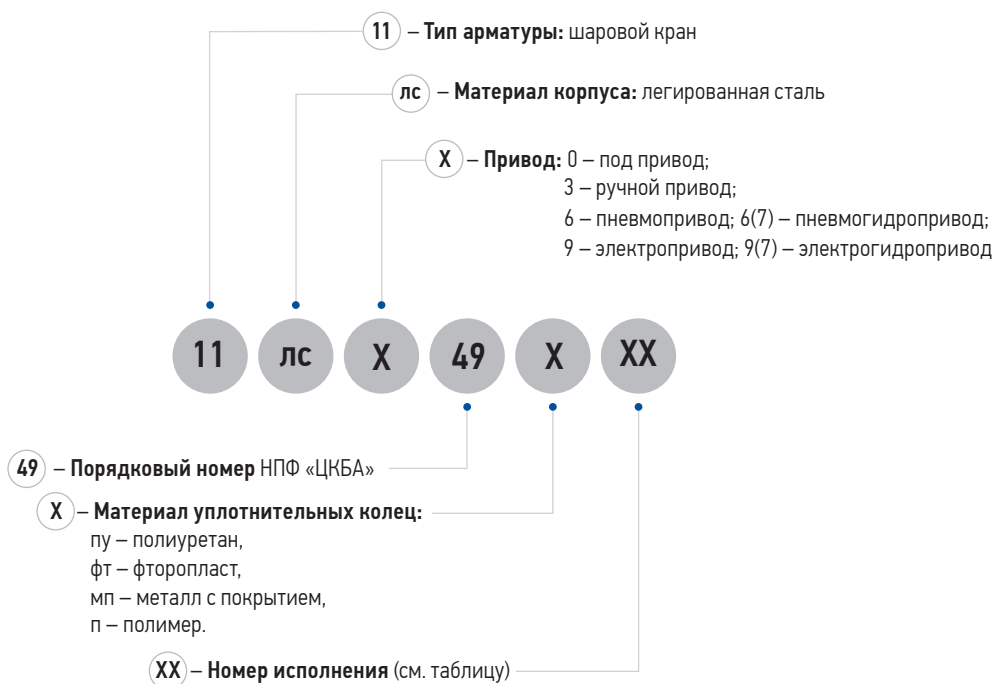 11 – Тип арматуры: шаровой кран
лс – Материал корпуса: легированная сталь
X – Привод: 0 – под привод;
3 – ручной привод;
6 – пневмопривод; 6(7) – пневмогидропривод;
9 – электропривод; 9(7) – электрогидропривод
11 лс X 49 X XX
49 – Порядковый номер НПФ «ЦКБА»
X – Материал уплотнительных колец:
пу – полиуретан,
фт – фторопласт,
мп – металл с покрытием,
п – полимер.
XX – Номер исполнения (см. таблицу)